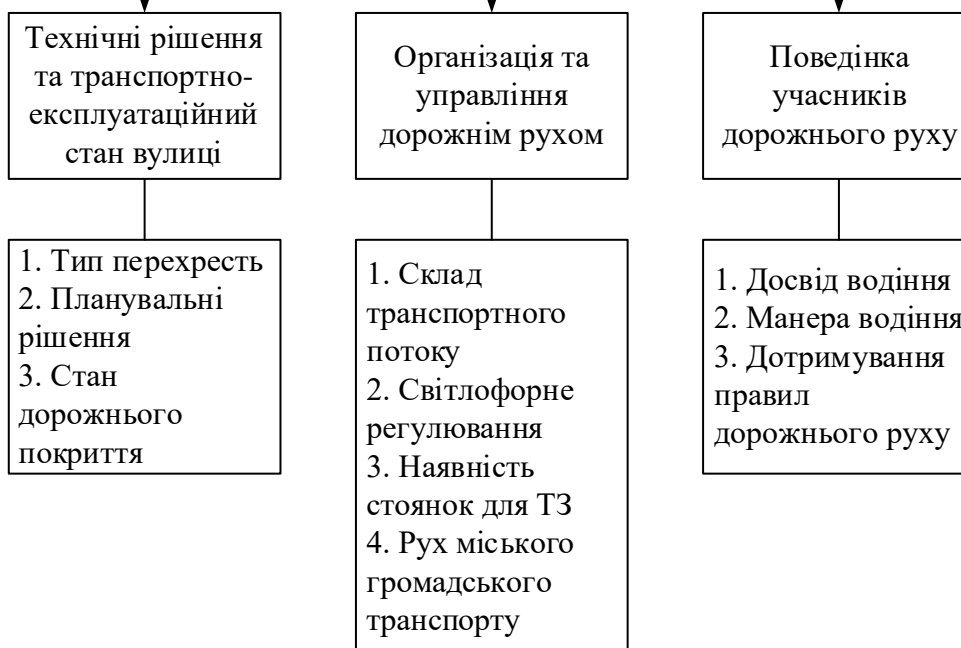 Технічні рішення
та транспортно-
експлуатаційний
стан вулиці
Організація та
управління
дорожнім рухом
Поведінка
учасників
дорожнього руху
1. Тип перехресть
2. Планувальні
рішення
3. Стан
дорожнього
покриття
1. Склад
транспортного
потоку
2. Світлофорне
регулювання
3. Наявність
стоянок для ТЗ
4. Рух міського
громадського
транспорту
1. Досвід водіння
2. Манера водіння
3. Дотримування
правил
дорожнього руху